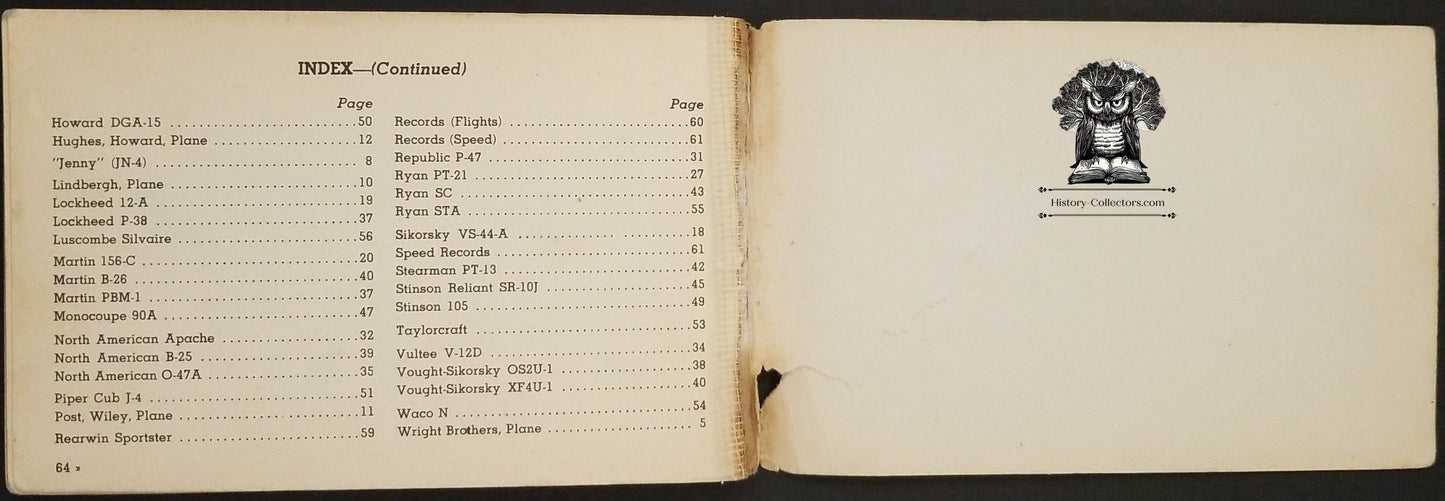 INDEX—(Continued)
Page
Howard DGA-15 ........................ 50
Hughes, Howard, Plane .................. 12
"Jenny" (JN-4) .......................... 8
Lindbergh, Plane ........................ 10
Lockheed 12-A .......................... 19
Lockheed P-38 .......................... 37
Luscombe Silvaire ....................... 56
Martin 156-C ........................... 20
Martin B-26 ............................ 40
Martin PBM-1 .......................... 37
Monocoupe 90A ......................... 47
North American Apache .................. 32
North American B-25 .................... 39
North American O-47A ................... 35
Piper Cub J-4 ........................... 51
Post, Wiley, Plane ....................... 11
Rearwin Sportster ....................... 59
64 »
Page
Records (Flights) ........................ 60
Records (Speed) ......................... 61
Republic P-47 ........................... 31
Ryan PT-21 ............................. 27
Ryan SC ............................... 43
Ryan STA .............................. 55
Sikorsky VS-44-A ....................... 18
Speed Records .......................... 61
Stearman PT-13 ......................... 42
Stinson Reliant SR-10J ................... 45
Stinson 105 ............................. 49
Taylorcraft ............................. 53
Vultee V-12D ........................... 34
Vought-Sikorsky OS2U-1 ................. 38
Vought-Sikorsky XF4U-1 ................. 40
Waco N ................................ 54
Wright Brothers, Plane ................... 5
History-Collectors.com